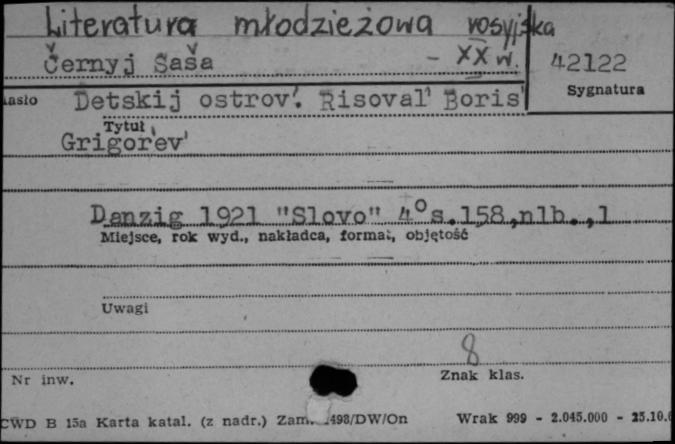 Literatura młodzieżowa rosyjska
Černyj Saša - XX w.
42122
Sygnatura
Detskij ostrov. Risoval' Boris
Tytuł
Grigor'ev
Danzig 1921 "Slovo" 4° s.158,nlb.,1
Miejsce, rok wyd., nakładca, format, objętość
Uwagi
8
Nr inw.
Znak klas.
CWD B 15a Karta katal. (z nadr.) Wrak 999 - 2.045.000